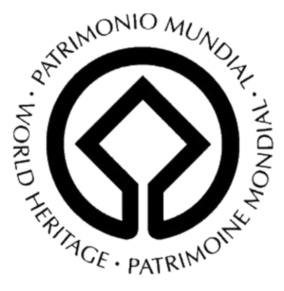 · PATRIMONIO MUNDIAL ·
WORLD HERITAGE ·
PATRIMOINE MONDIAL